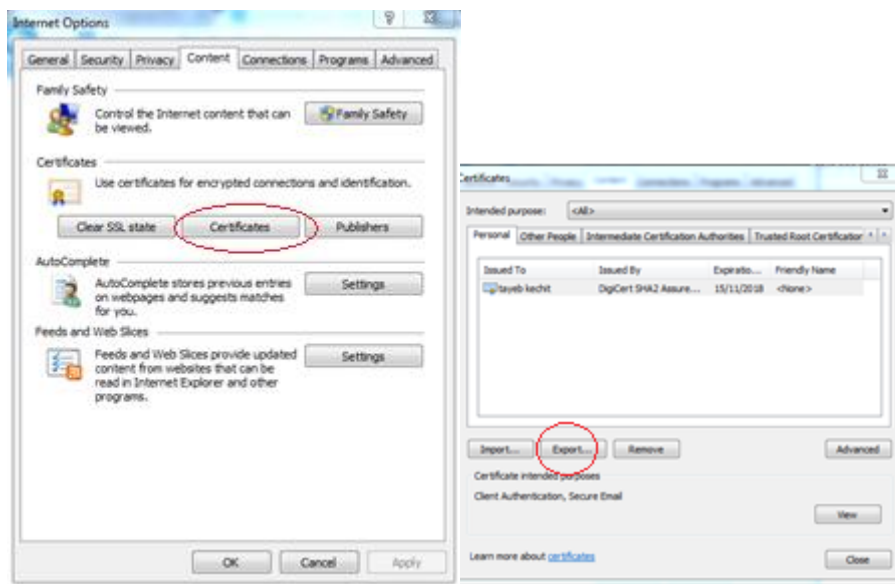 Internet Options
General Security Privacy Content Connections Programs Advanced
Family Safety
Control the Internet content that can
be viewed.
Family Safety
Certificates
Use certificates for encrypted connections and identification.
Clear SSL state Certificates Publishers
AutoComplete
AutoComplete stores previous entries
on webpages and suggests matches
for you.
Settings
Feeds and Web Slices
Feeds and Web Slices provide updated
content from websites that can be
read in Internet Explorer and other
programs.
Settings
OK Cancel Apply
Certificates
Intended purpose: <All>
Personal Other People Intermediate Certification Authorities Trusted Root Certification
Issued To Issued By Expiratio... Friendly Name
tayeb kechit DigiCert SHA2 Assure... 15/11/2018 <None>
Import... Export... Remove Advanced
Certificate intended purposes
Client Authentication, Secure Email
View
Learn more about certificates
Close